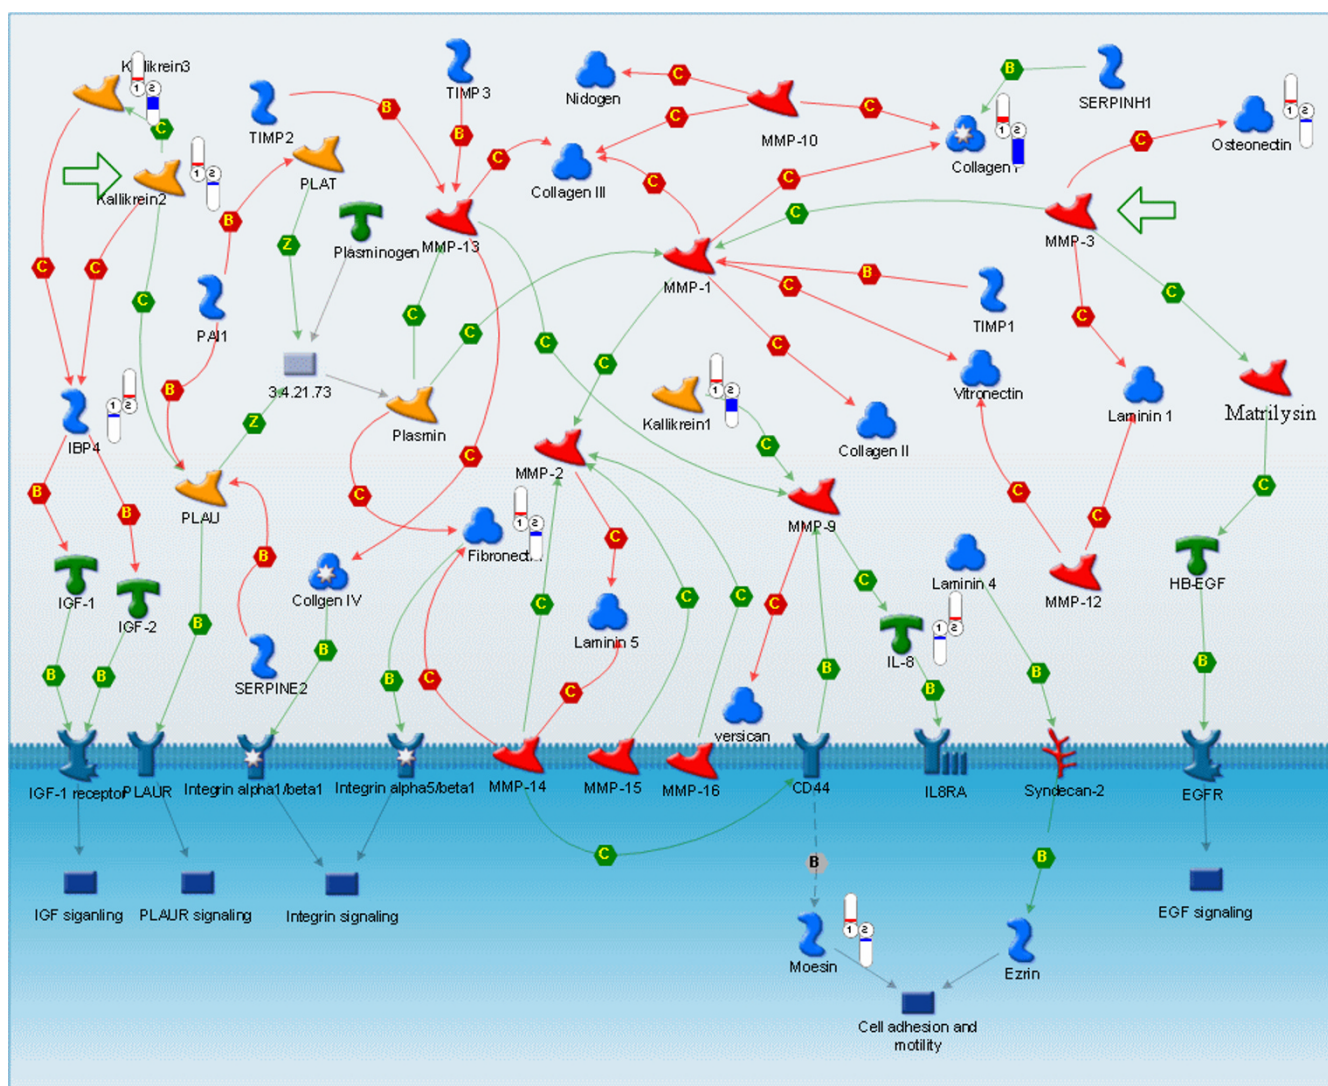 Kallikrein3
TIMP 3
Nidogen
MMP-10
SERPINH1
Osteonectin
TIMP2
PLAT
Collagen III
Collagen I
Kallikrein2
Plasminogen
MMP-13
MMP-1
MMP-3
PAI1
TIMP1
3.4.21.73
Kallikrein1
Vitronectin
Laminin 1
Matrilysin
IBP4
Plasmin
Collagen II
MMP-2
PLAU
MMP-9
Fibronectin
Laminin 4
MMP-12
HB-EGF
IGF-1
IGF-2
Collgen IV
Laminin 5
IL-8
SERPINE2
versican
IGF-1 receptor
PLAUR
Integrin alpha1/beta1
Integrin alpha5/beta1
MMP-14
MMP-15
MMP-16
CD44
IL8RA
Syndecan-2
EGFR
IGF siganling
PLAUR signaling
Integrin signaling
EGF signaling
Moesin
Ezrin
Cell adhesion and
motility